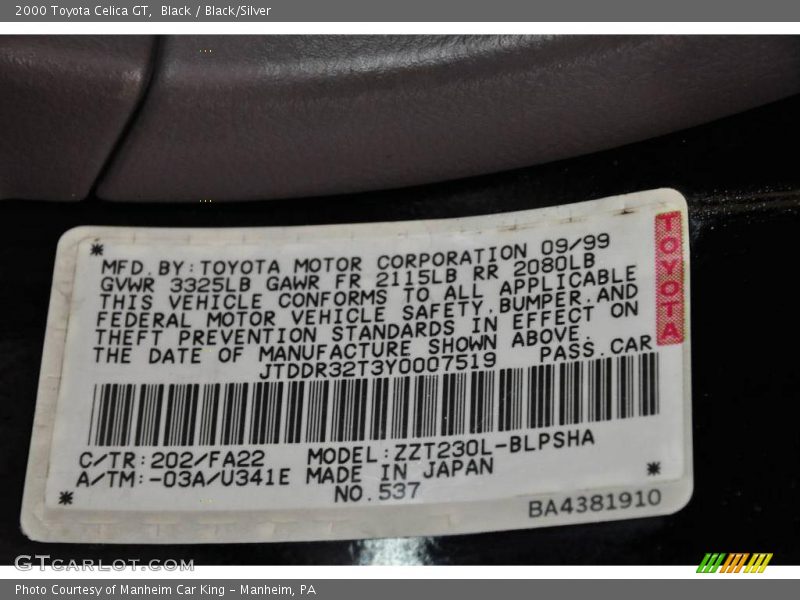 2000 Toyota Celica GT, Black / Black/Silver
MFD.BY:TOYOTA MOTOR CORPORATION 09/99
GVWR 3325LB GAWR FR 2115LB RR 2080LB
THIS VEHICLE CONFORMS TO ALL APPLICABLE
FEDERAL MOTOR VEHICLE SAFETY,BUMPER,AND
THEFT PREVENTION STANDARDS IN EFFECT ON
THE DATE OF MANUFACTURE SHOWN ABOVE.
JTDDR32T3Y0007519 PASS.CAR
TOYOTA
C/TR:202/FA22 MODEL:ZZT230L-BLPSHA
A/TM:-03A/U341E MADE IN JAPAN
NO.537
BA4381910
GTcarlot.com
Photo Courtesy of Manheim Car King - Manheim, PA